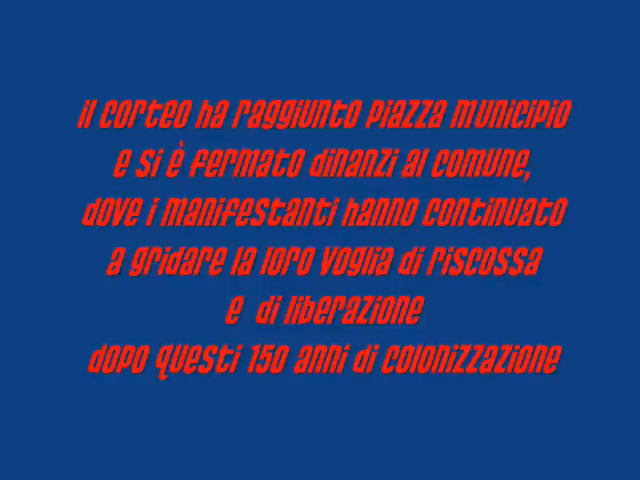 il corteo ha raggiunto piazza municipio
e si è fermato dinanzi al comune,
dove i manifestanti hanno continuato
a gridare la loro voglia di riscossa
e di liberazione
dopo questi 150 anni di colonizzazione